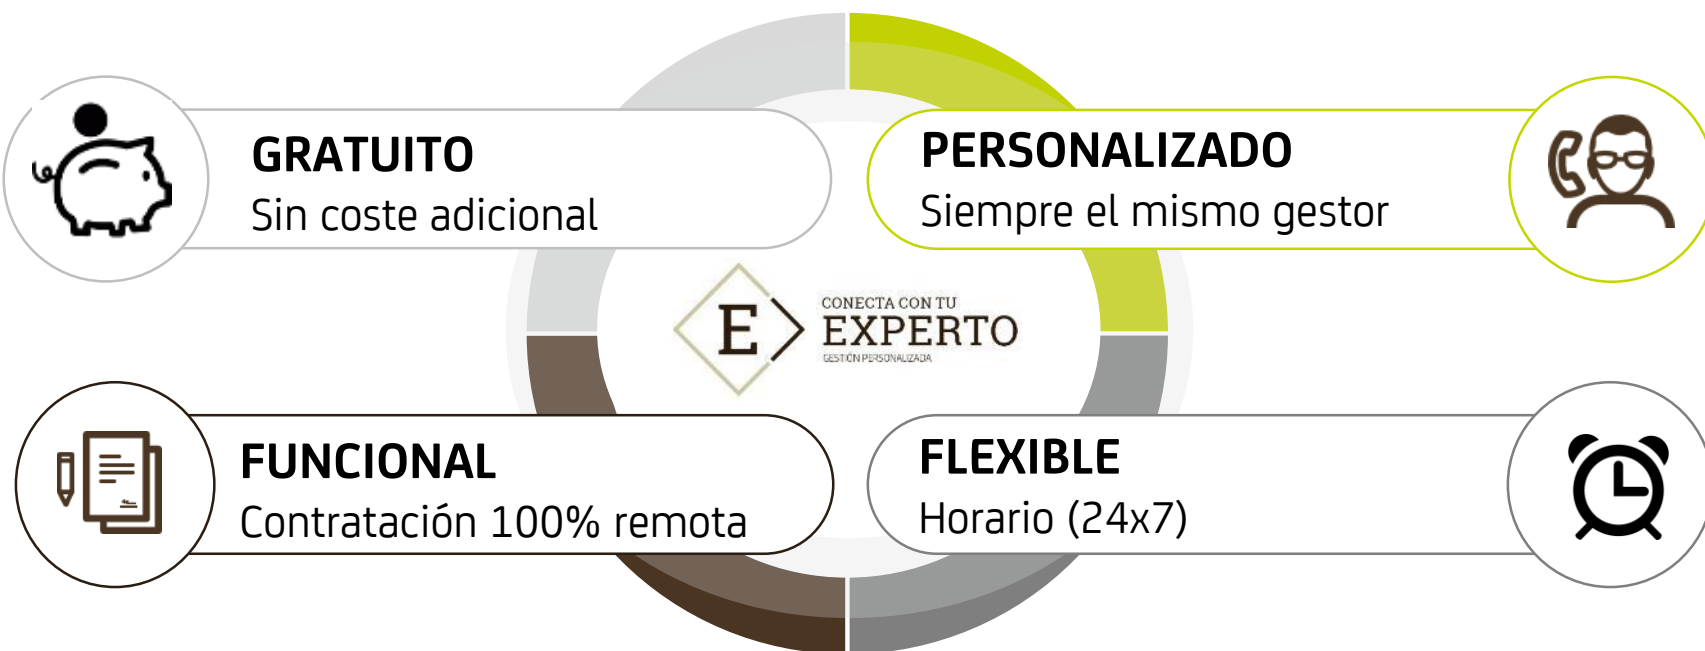 GRATUITO
Sin coste adicional
PERSONALIZADO
Siempre el mismo gestor
E
CONECTA CON TU
EXPERTO
GESTIÓN PERSONALIZADA
FUNCIONAL
Contratación 100% remota
FLEXIBLE
Horario (24x7)